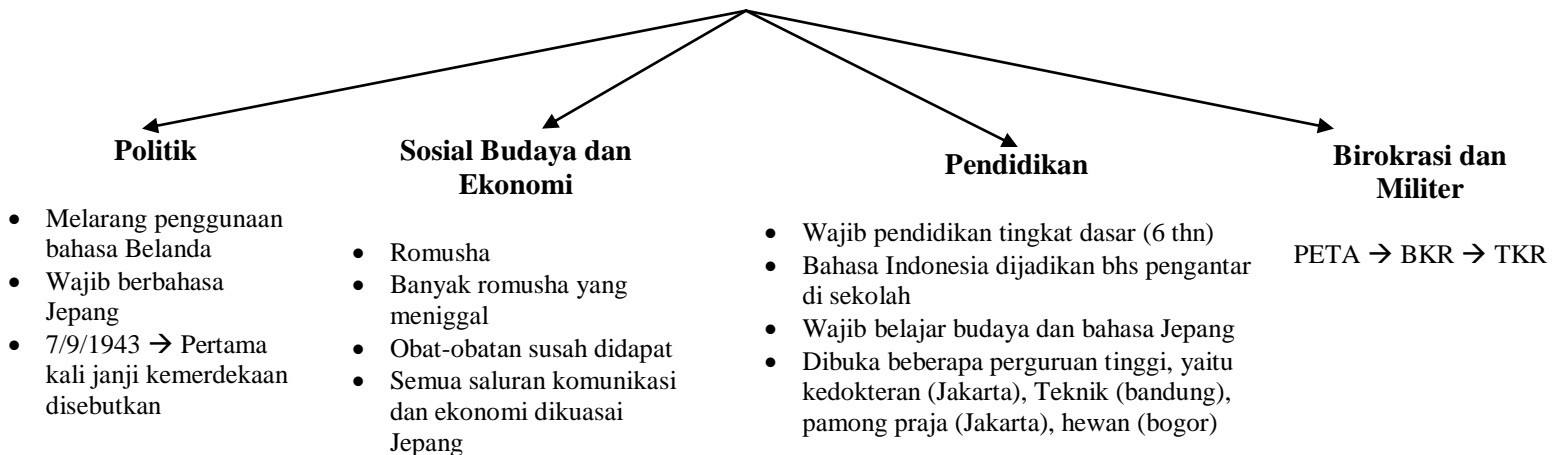 Politik
• Melarang penggunaan
bahasa Belanda
• Wajib berbahasa
Jepang
• 7/9/1943 → Pertama
kali janji kemerdekaan
disebutkan
Sosial Budaya dan
Ekonomi
• Romusha
• Banyak romusha yang
meniggal
• Obat-obatan susah didapat
• Semua saluran komunikasi
dan ekonomi dikuasai
Jepang
Pendidikan
• Wajib pendidikan tingkat dasar (6 thn)
• Bahasa Indonesia dijadikan bhs pengantar
di sekolah
• Wajib belajar budaya dan bahasa Jepang
• Dibuka beberapa perguruan tinggi, yaitu
kedokteran (Jakarta), Teknik (bandung),
pamong praja (Jakarta), hewan (bogor)
Birokrasi dan
Militer
PETA → BKR → TKR